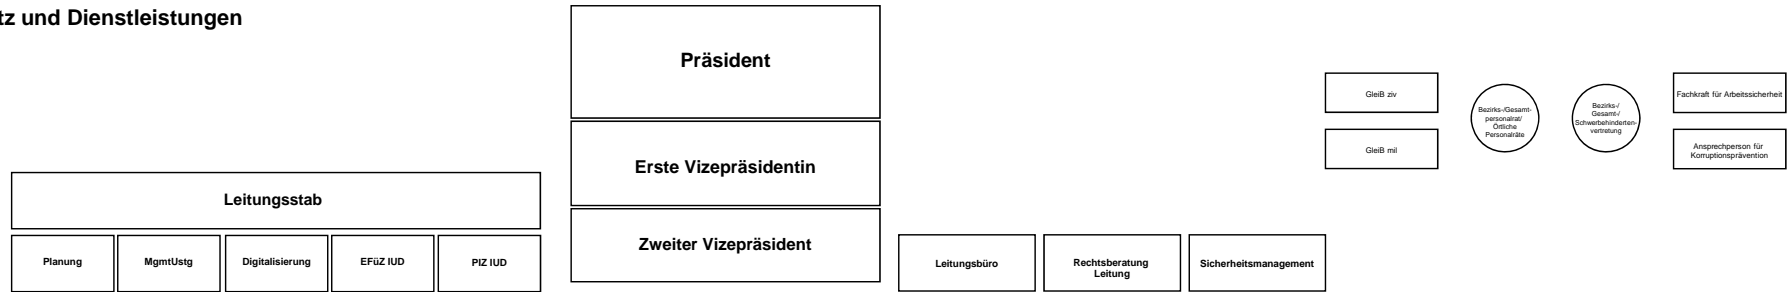 tz und Dienstleistungen
Präsident
Erste Vizepräsidentin
Zweiter Vizepräsident
Leitungsstab
Planung
MgmtUstg
Digitalisierung
EFüZ IUD
PIZ IUD
Leitungsbüro
Rechtsberatung
Leitung
Sicherheitsmanagement
GleiB ziv
GleiB mil
Bezirks-/Gesamt-
personalrat/
Örtliche
Personalräte
Bezirks-/
Gesamt-/
Schwerbehinderten-
vertretung
Fachkraft für Arbeitssicherheit
Ansprechperson für
Korruptionsprävention